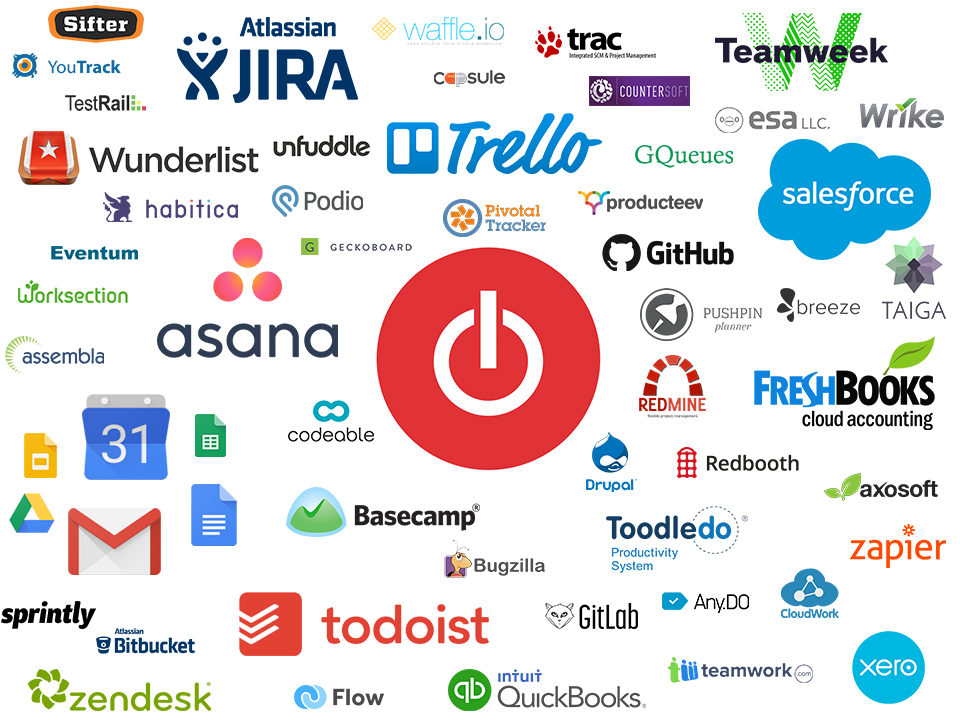 Sifter
Atlassian
JIRA
waffle.io
trac
Integrated SCM & Project Management
Teamweek
YouTrack
capsule
COUNTERSOFT
TestRail
esa LLC.
Wrike
Wunderlist
unfuddle
Trello
GQueues
salesforce
habitica
Podio
Pivotal
Tracker
producteev
Eventum
G
GECKOBOARD
GitHub
TAIGA
Worksection
asana
PUSHPIN
planner
breeze
assembla
REDMINE
flexible project management
FRESHBOOKS
cloud accounting
31
codeable
Drupal
Redbooth
axosoft
Basecamp®
Toodledo®
Productivity
System
zapier
Bugzilla
sprintly
Atlassian
Bitbucket
todoist
GitLab
Any.DO
CloudWork
zendesk
Flow
qb
intuit
QuickBooks.
teamwork.com
xero